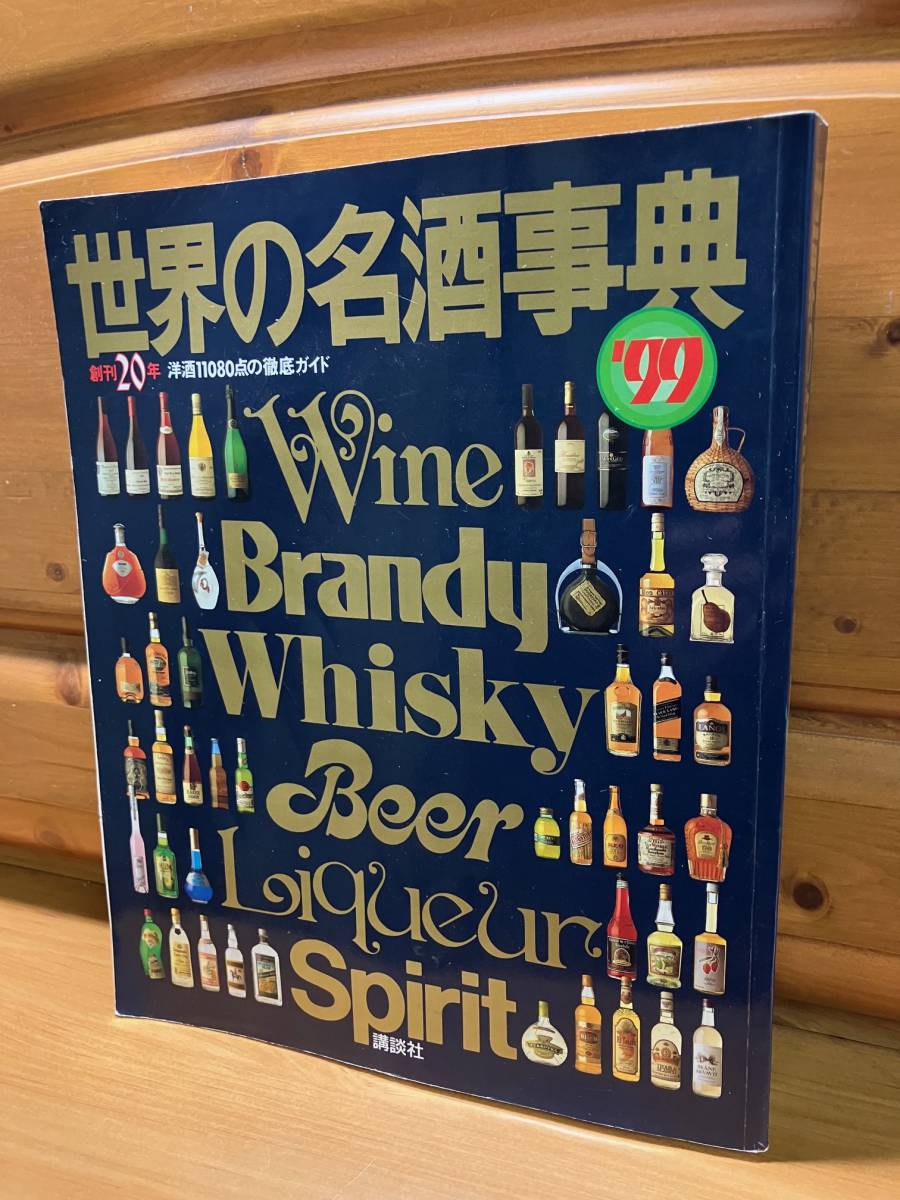 世界の名酒事典
'99
創刊20年 洋酒11080点の徹底ガイド
Wine
Brandy
Whisky
Beer
Liqueur
Spirit
講談社